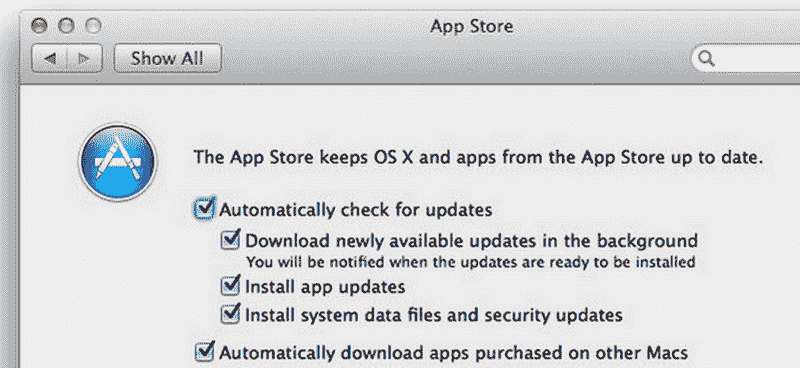 App Store
Show All
The App Store keeps OS X and apps from the App Store up to date.
Automatically check for updates
Download newly available updates in the background
You will be notified when the updates are ready to be installed
Install app updates
Install system data files and security updates
Automatically download apps purchased on other Macs